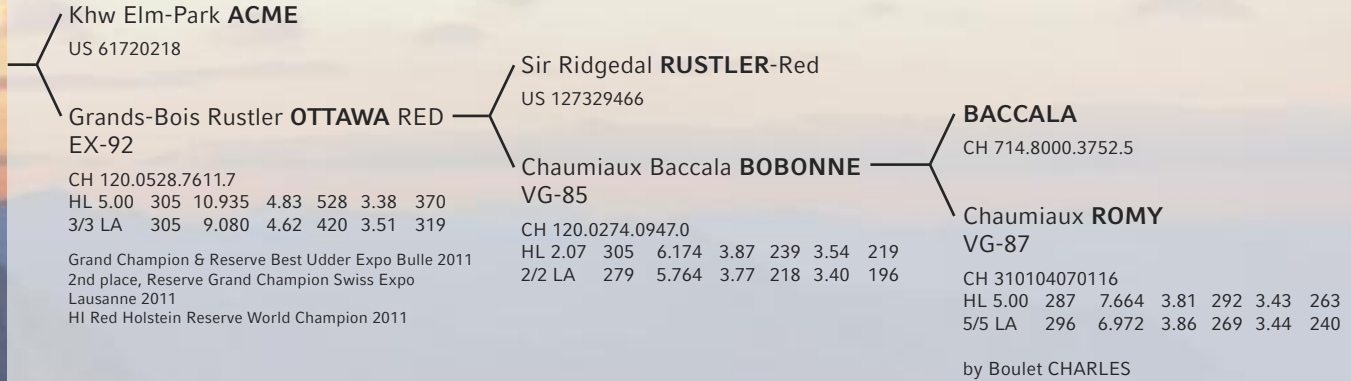 Khw Elm-Park ACME
US 61720218
Grands-Bois Rustler OTTAWA RED
EX-92
CH 120.0528.7611.7
HL 5.00 305 10.935 4.83 528 3.38 370
3/3 LA 305 9.080 4.62 420 3.51 319
Grand Champion & Reserve Best Udder Expo Bulle 2011
2nd place, Reserve Grand Champion Swiss Expo
Lausanne 2011
HI Red Holstein Reserve World Champion 2011
Sir Ridgedal RUSTLER-Red
US 127329466
Chaumiaux Baccala BOBONNE
VG-85
CH 120.0274.0947.0
HL 2.07 305 6.174 3.87 239 3.54 219
2/2 LA 279 5.764 3.77 218 3.40 196
BACCALA
CH 714.8000.3752.5
Chaumiaux ROMY
VG-87
CH 310104070116
HL 5.00 287 7.664 3.81 292 3.43 263
5/5 LA 296 6.972 3.86 269 3.44 240
by Boulet CHARLES